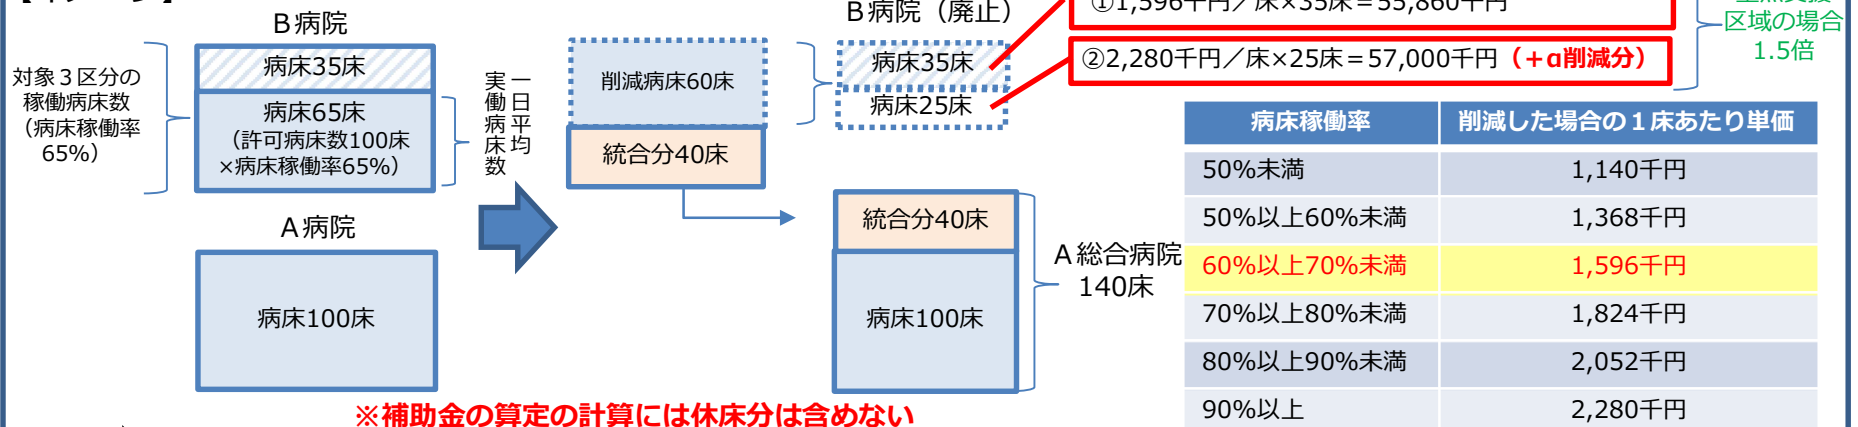 B病院
病床35床
病床65床
(許可病床数100床
×病床稼働率65%)
対象３区分の
稼働病床数
(病床稼働率
65%)
一日平均
実働病床数
A病院
病床100床
削減病床60床
統合分40床
B病院（廃止）
病床35床
病床25床
①1,596千円／床×35床＝55,860千円
②2,280千円／床×25床＝57,000千円（＋α削減分）
区域の場合
1.5倍
統合分40床
病床100床
A総合病院
140床
病床稼働率 削減した場合の１床あたり単価
50%未満 1,140千円
50%以上60%未満 1,368千円
60%以上70%未満 1,596千円
70%以上80%未満 1,824千円
80%以上90%未満 2,052千円
90%以上 2,280千円
※補助金の算定の計算には休床分は含めない